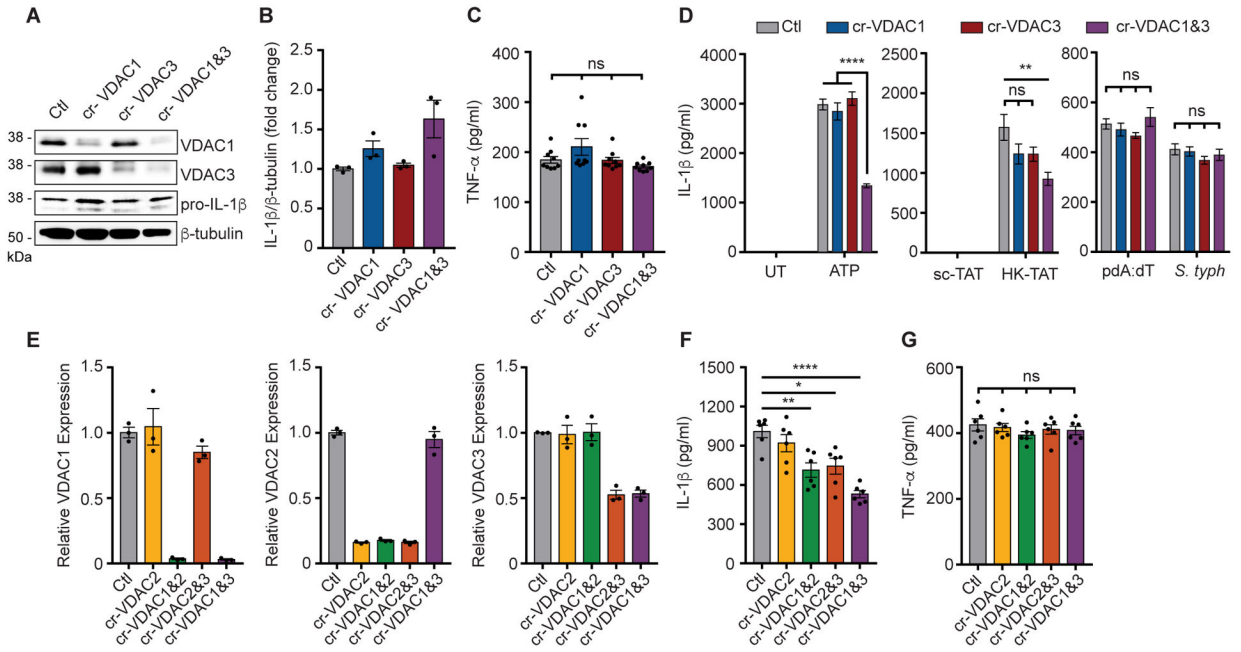 A
Ctl
cr- VDAC1
cr- VDAC3
cr- VDAC1&3
38 -
VDAC1
38 -
VDAC3
38 -
pro-IL-1β
50 -
β-tubulin
kDa
B
IL-1β/β-tubulin (fold change)
2.5
2.0
1.5
1.0
0.5
0
Ctl
cr- VDAC1
cr- VDAC3
cr- VDAC1&3
C
TNF-α (pg/ml)
400
300
200
100
0
ns
Ctl
cr- VDAC1
cr- VDAC3
cr- VDAC1&3
D
Ctl
cr-VDAC1
cr-VDAC3
cr-VDAC1&3
IL-1β (pg/ml)
4000
3000
2000
1000
0
****
UT
ATP
2500
2000
1500
1000
500
0
**
ns
sc-TAT
HK-TAT
800
600
400
200
0
ns
ns
pdA:dT
S. typh
E
Relative VDAC1 Expression
1.5
1.0
0.5
0
Ctl
cr-VDAC2
cr-VDAC1&2
cr-VDAC2&3
cr-VDAC1&3
Relative VDAC2 Expression
1.5
1.0
0.5
0
Ctl
cr-VDAC2
cr-VDAC1&2
cr-VDAC2&3
cr-VDAC1&3
Relative VDAC3 Expression
1.5
1.0
0.5
0
Ctl
cr-VDAC2
cr-VDAC1&2
cr-VDAC2&3
cr-VDAC1&3
F
IL-1β (pg/ml)
1500
1200
900
600
300
0
****
*
**
Ctl
cr-VDAC2
cr-VDAC1&2
cr-VDAC2&3
cr-VDAC1&3
G
TNF-α (pg/ml)
600
400
200
0
ns
Ctl
cr-VDAC2
cr-VDAC1&2
cr-VDAC2&3
cr-VDAC1&3